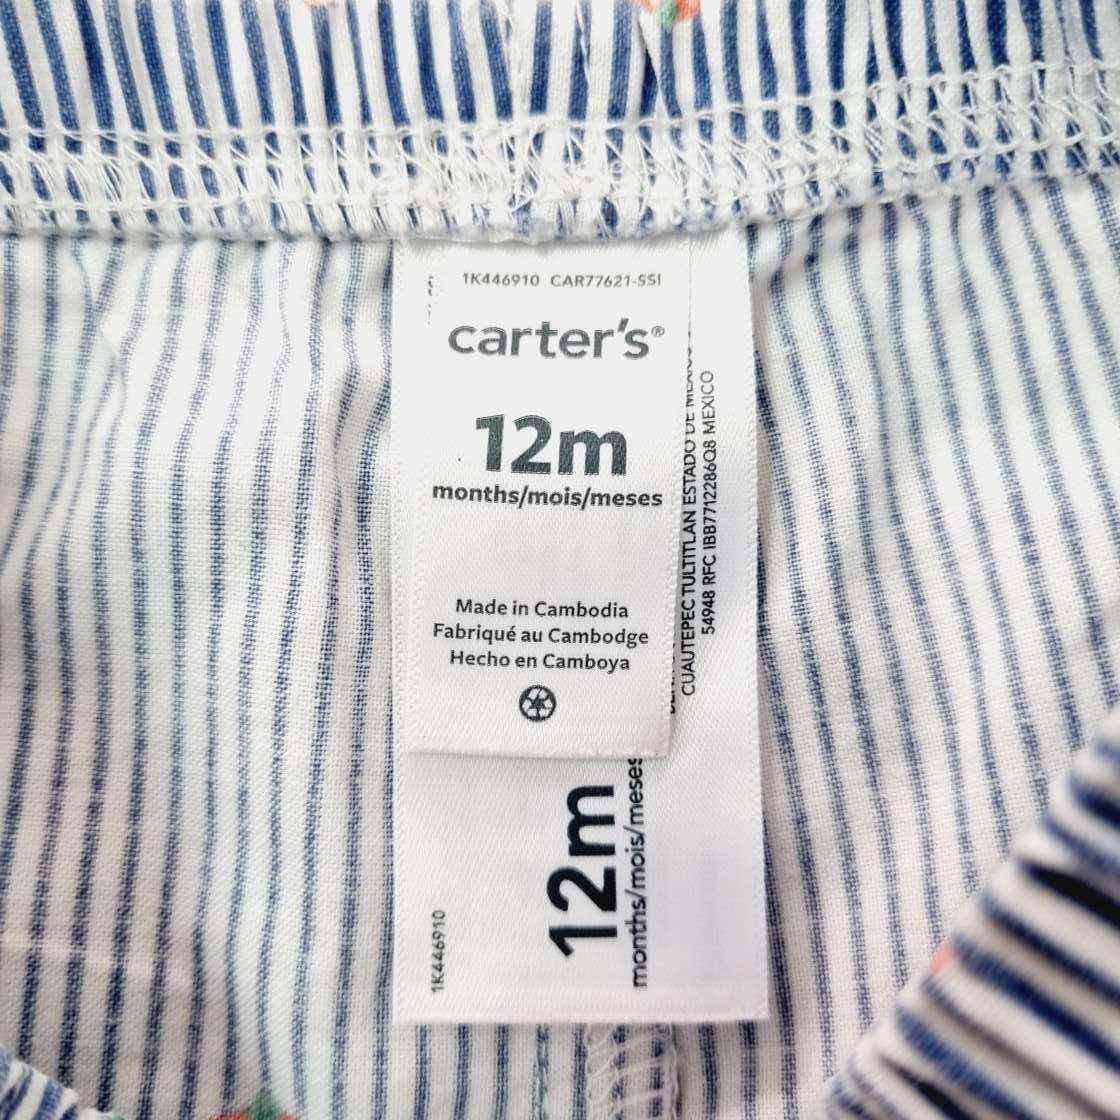 1K446910 CAR77621-SSI
carter's®
12m
months/mois/meses
Made in Cambodia
Fabriqué au Cambodge
Hecho en Camboya
CUAUTEPEC TULTITLAN ESTADO DE MEXICO
54948 RFC IBB7712286Q8 MEXICO
12m
months/mois/meses
1K446910